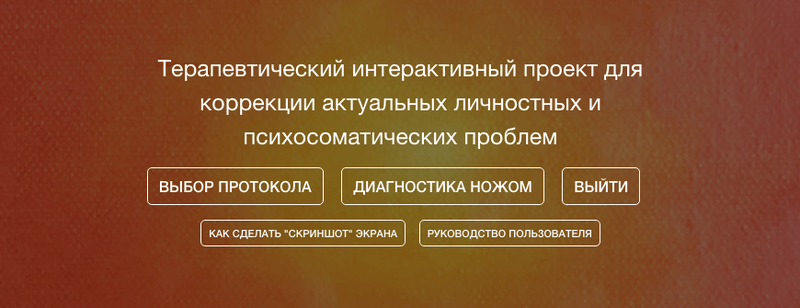 Терапевтический интерактивный проект для
коррекции актуальных личностных и
психосоматических проблем
ВЫБОР ПРОТОКОЛА ДИАГНОСТИКА НОЖОМ ВЫЙТИ
КАК СДЕЛАТЬ "СКРИНШОТ" ЭКРАНА РУКОВОДСТВО ПОЛЬЗОВАТЕЛЯ